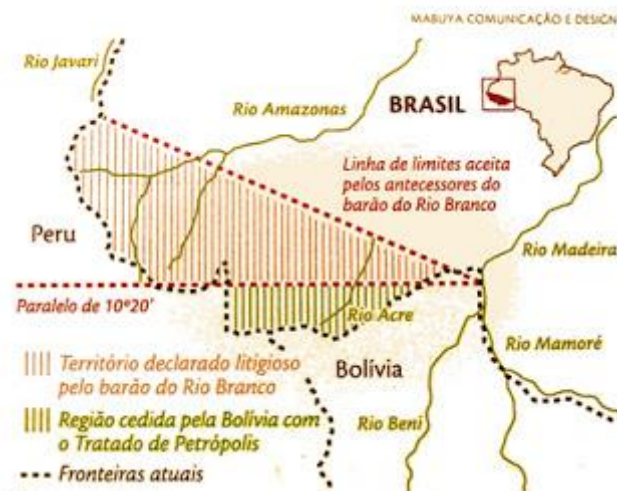 MABUYA COMUNICAÇÃO E DESIGN
Rio Javari
Rio Amazonas
BRASIL
Linha de limites aceita
pelos antecessores do
barão do Rio Branco
Peru
Rio Madeira
Paralelo de 10º20'
Rio Acre
Bolívia
Rio Mamoré
Rio Beni
Território declarado litigioso
pelo barão do Rio Branco
Região cedida pela Bolívia com
o Tratado de Petrópolis
Fronteiras atuais